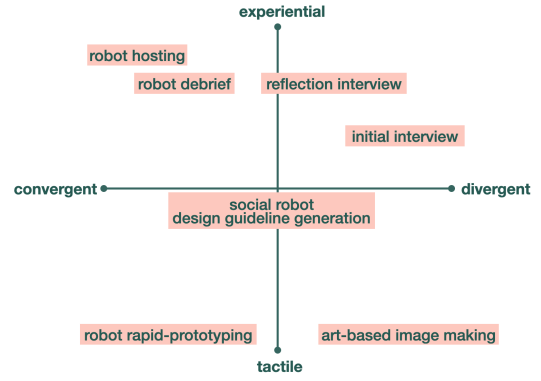 experiential
robot hosting
robot debrief
reflection interview
initial interview
convergent
divergent
social robot
design guideline generation
robot rapid-prototyping
art-based image making
tactile